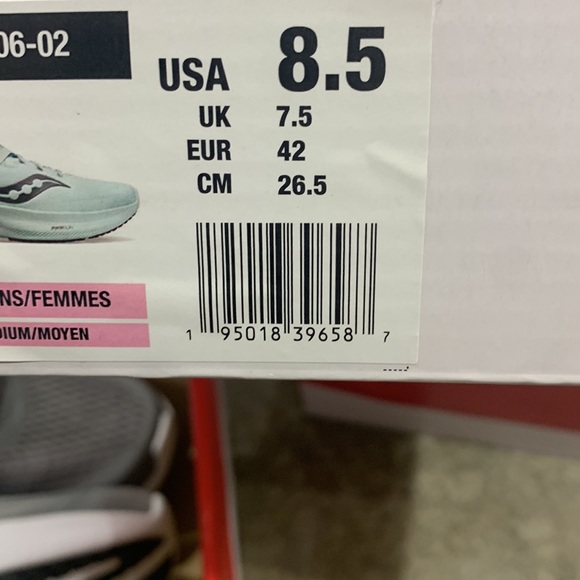 06-02
USA 8.5
UK 7.5
EUR 42
CM 26.5
NS/FEMMES
DIUM/MOYEN
1 95018 39658 7